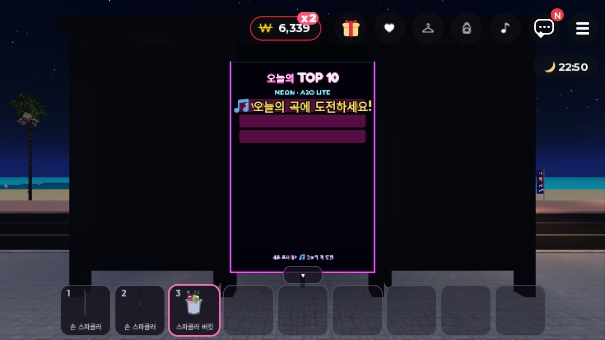 x2
₩ 6,339
N
🌙 22:50
오늘의 TOP 10
NEON · A2O LITE
🎵 오늘의 곡에 도전하세요!
1
손 스파클러
2
손 스파클러
3
스파클러 버킷